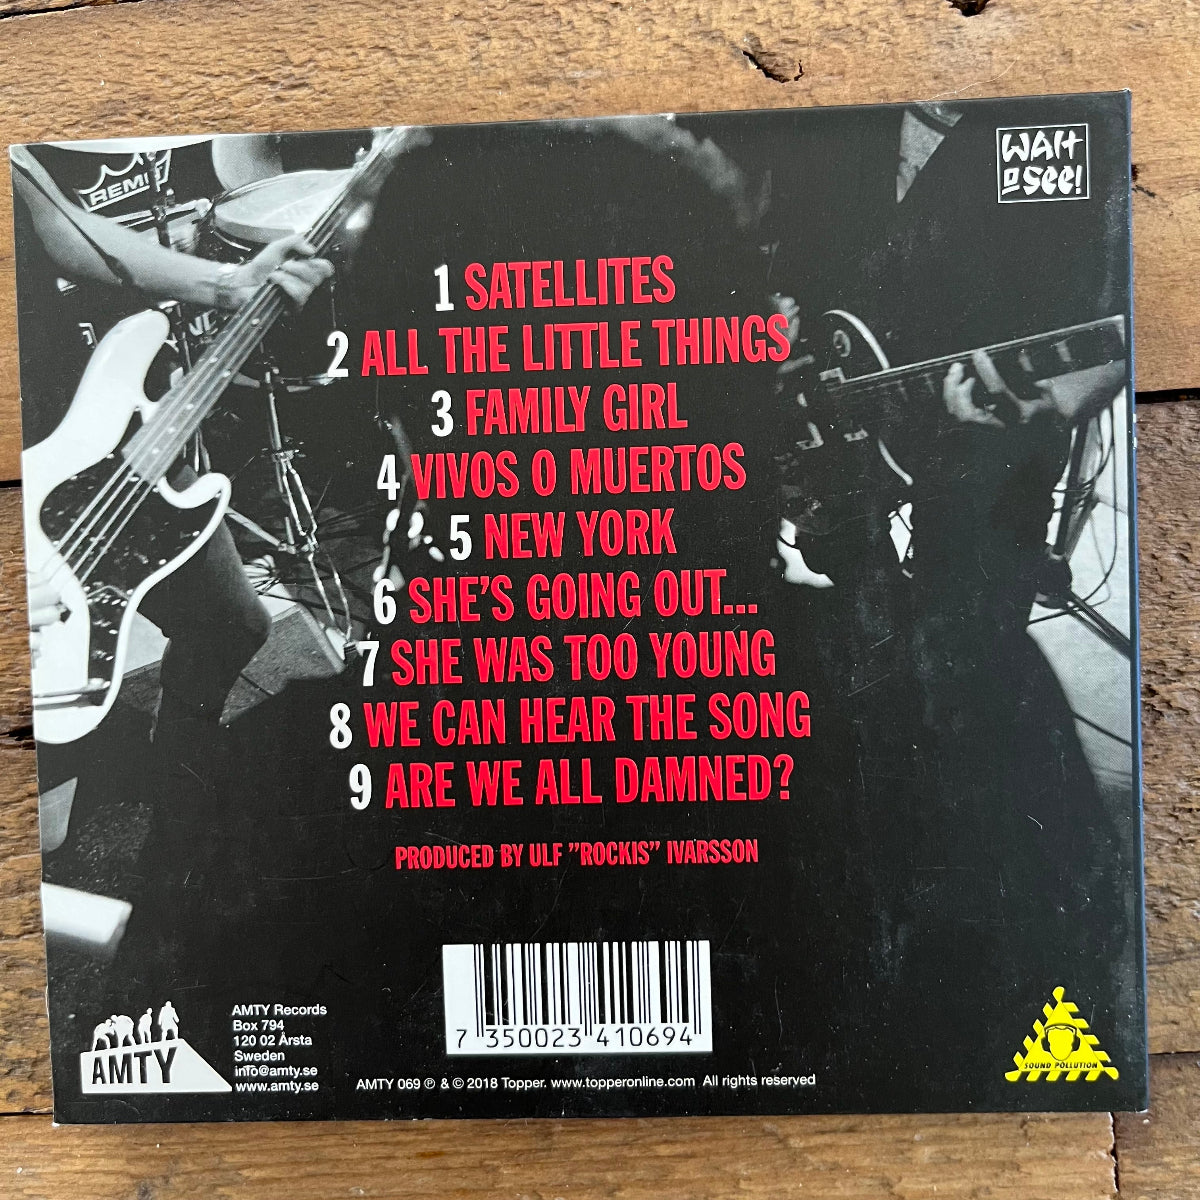 REMO
WAH
o SEE!
1 SATELLITES
2 ALL THE LITTLE THINGS
3 FAMILY GIRL
4 VIVOS O MUERTOS
5 NEW YORK
6 SHE'S GOING OUT...
7 SHE WAS TOO YOUNG
8 WE CAN HEAR THE SONG
9 ARE WE ALL DAMNED?
PRODUCED BY ULF "ROCKIS" IVARSSON
7 350023 410694
AMTY
AMTY Records
Box 794
120 02 Årsta
Sweden
info@amty.se
www.amty.se
AMTY 069 ℗ & © 2018 Topper. www.topperonline.com All rights reserved
SOUND POLLUTION